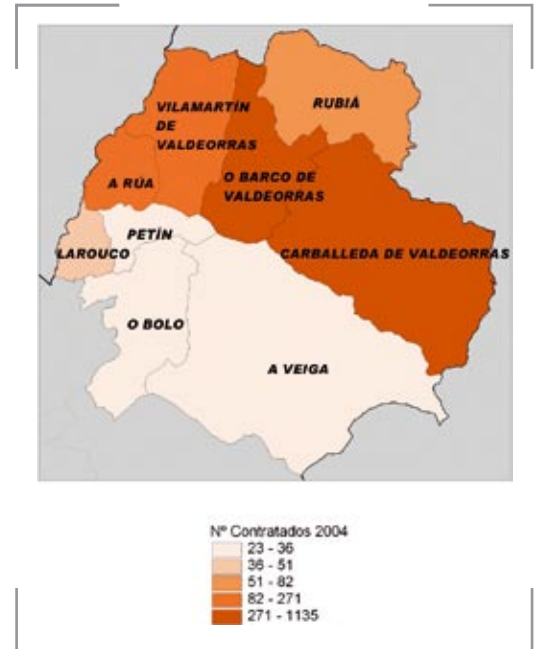 RUBIÁ
VILAMARTÍN
DE
VALDEORRAS
O BARCO DE
VALDEORRAS
A RÚA
PETÍN
LAROUCO
CARBALLEDA DE VALDEORRAS
O BOLO
A VEIGA
Nº Contratados 2004
23 - 36
36 - 51
51 - 82
82 - 271
271 - 1135